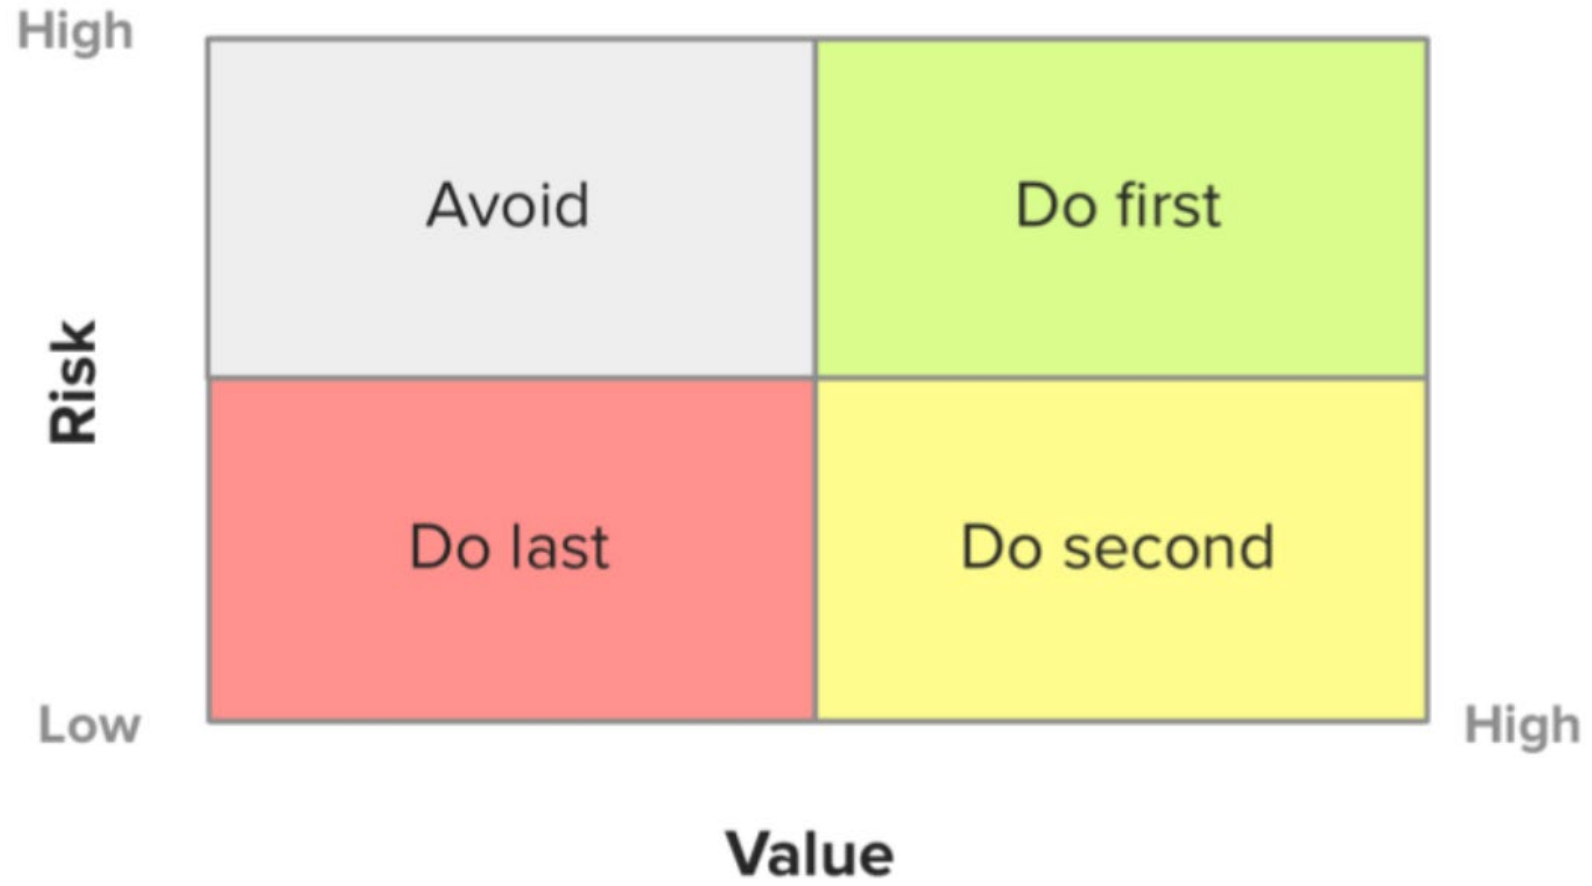 High
Avoid
Do first
Risk
Do last
Do second
Low
High
Value